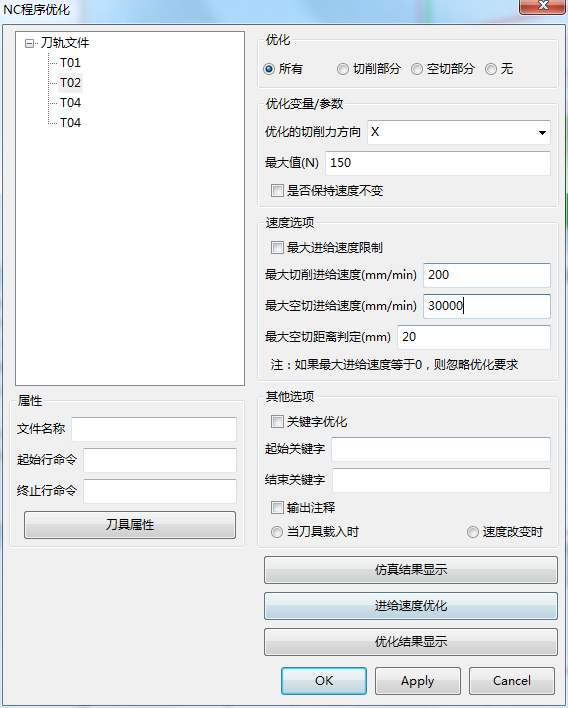 NC程序优化
刀轨文件
T01
T02
T04
T04
属性
文件名称
起始行命令
终止行命令
刀具属性
优化
所有 切削部分 空切部分 无
优化变量/参数
优化的切削力方向 X
最大值(N) 150
是否保持速度不变
速度选项
最大进给速度限制
最大切削进给速度(mm/min) 200
最大空切进给速度(mm/min) 30000
最大空切距离判定(mm) 20
注：如果最大进给速度等于0，则忽略优化要求
其他选项
关键字优化
起始关键字
结束关键字
输出注释
当刀具载入时 速度改变时
仿真结果显示
进给速度优化
优化结果显示
OK Apply Cancel